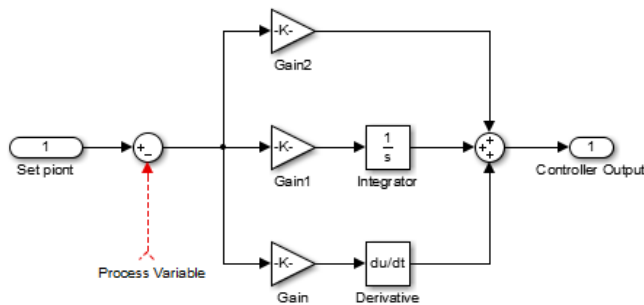 -K-
Gain2
1
Set piont
+
−
-K-
Gain1
1
s
Integrator
+
+
+
1
Controller Output
Process Variable
-K-
Gain
du/dt
Derivative